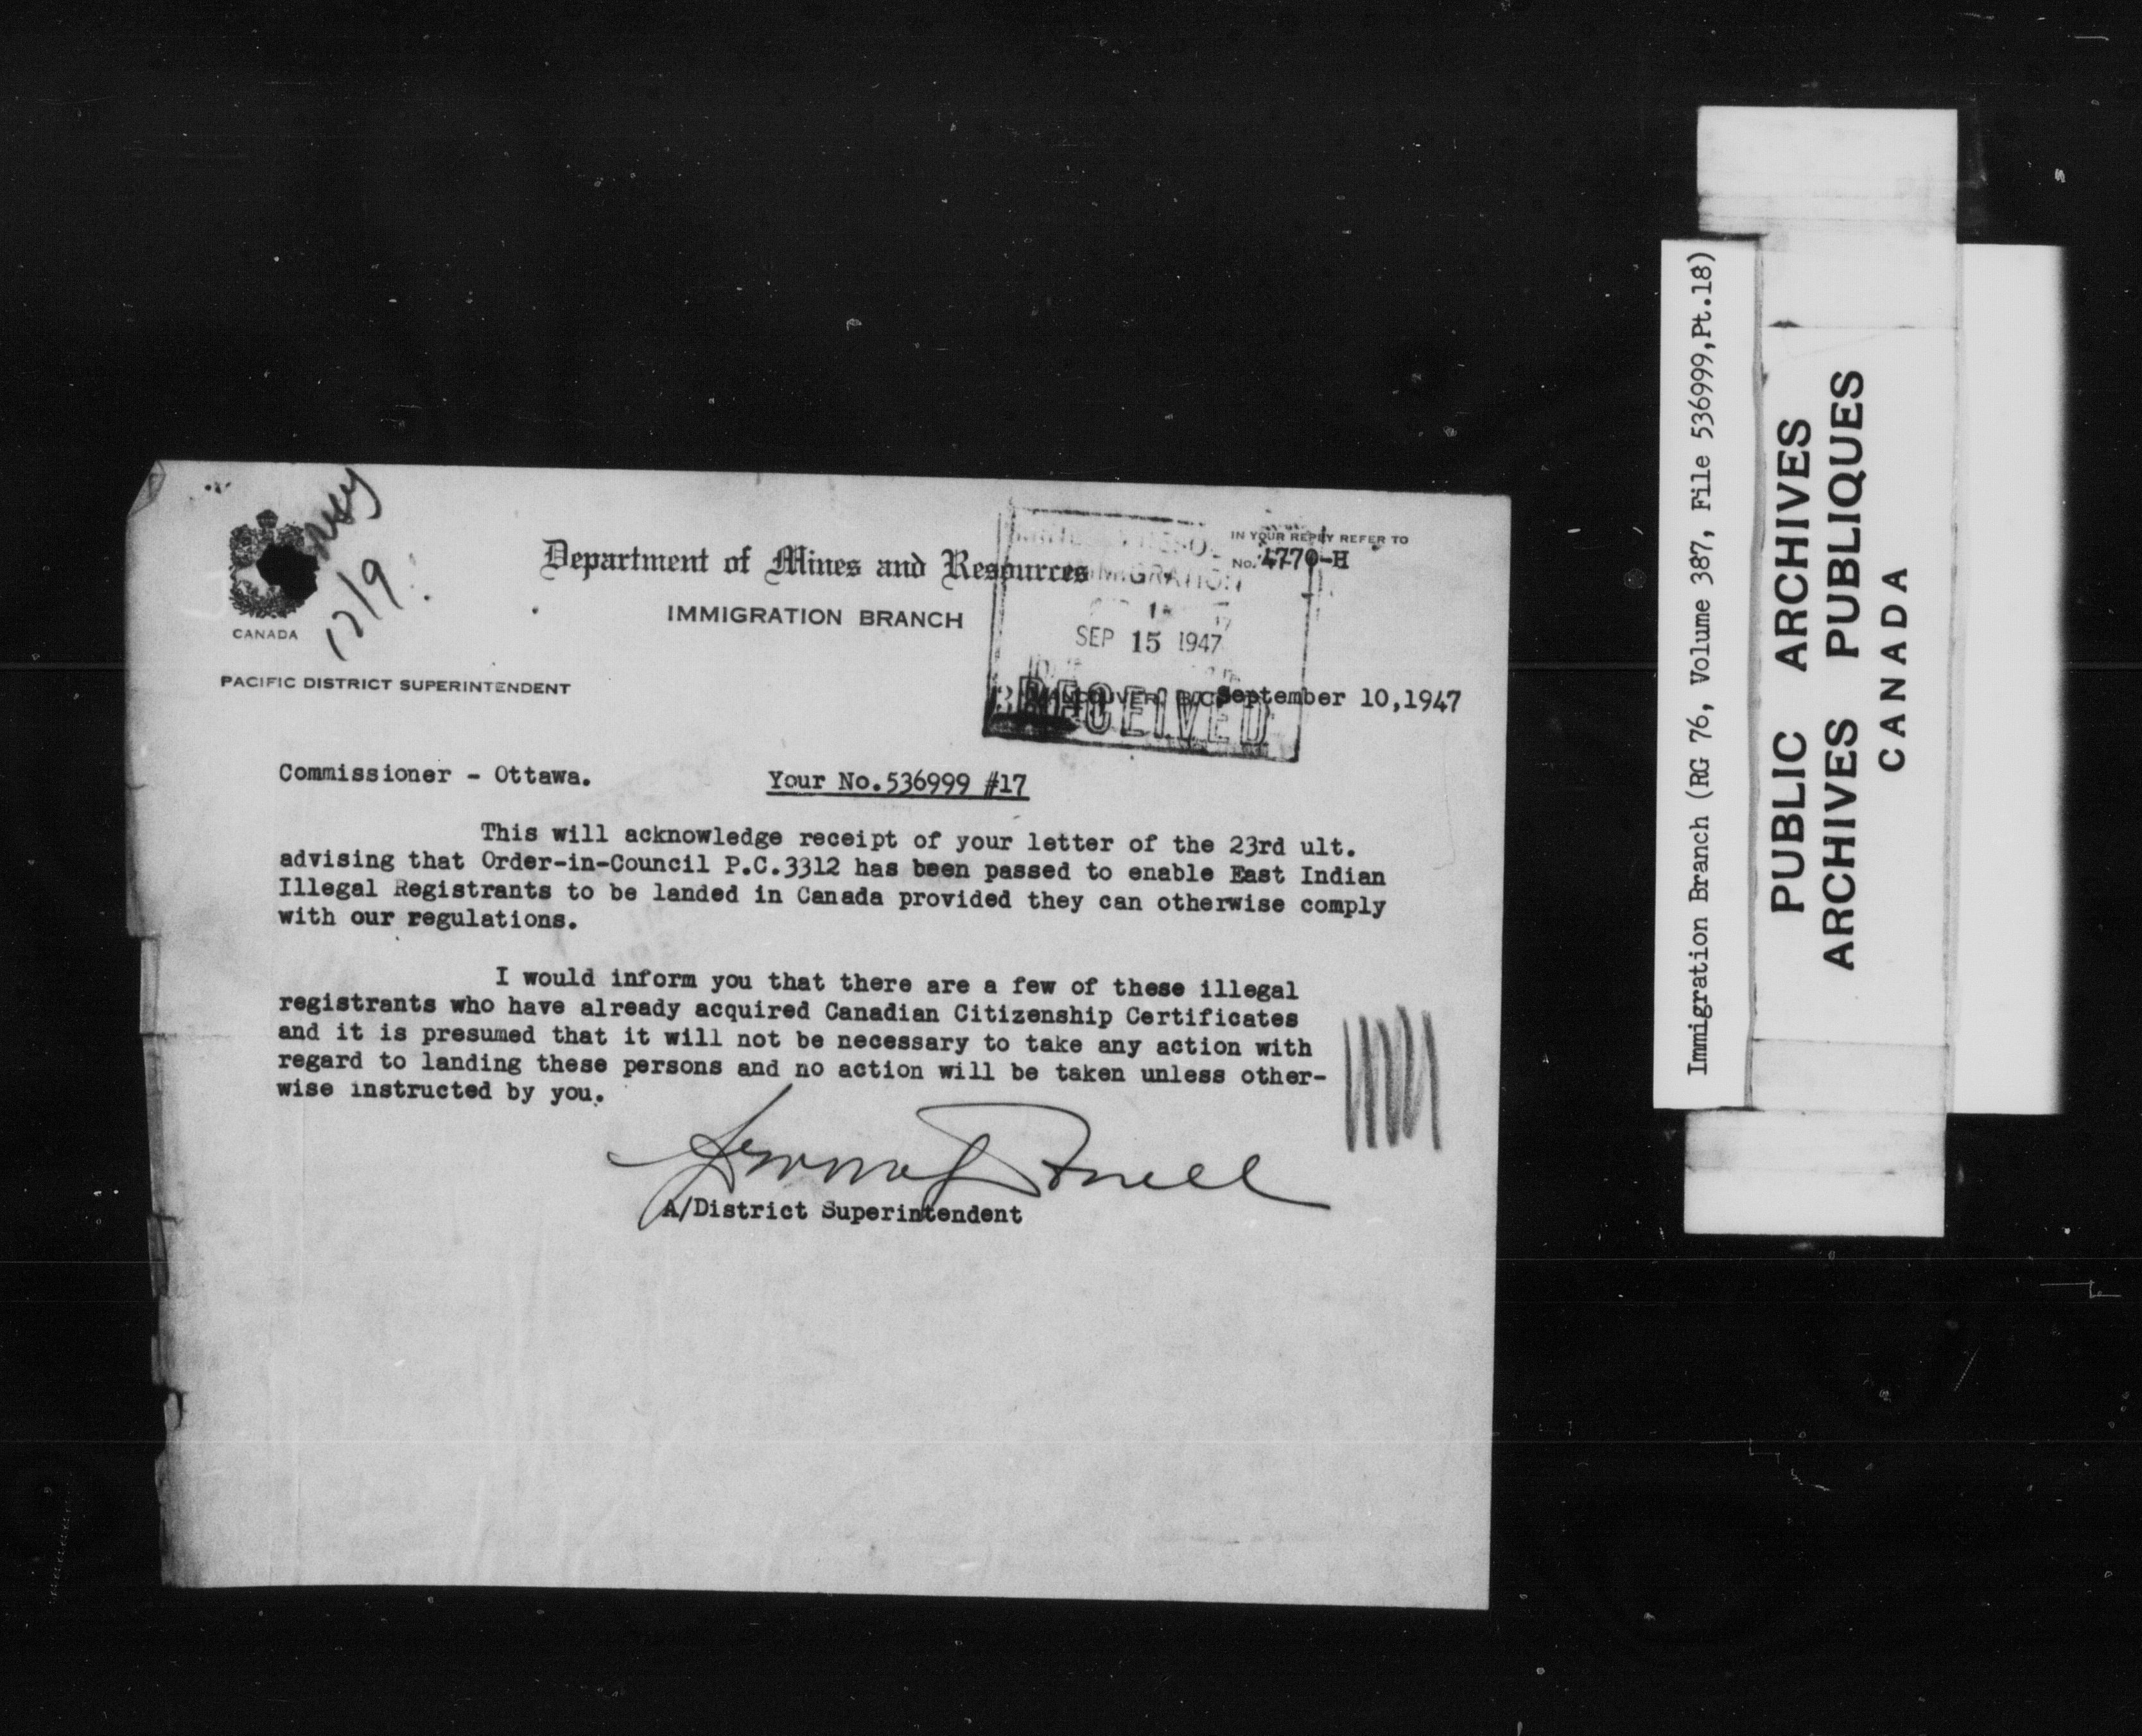 12/9
CANADA
Department of Mines and Resources
IMMIGRATION BRANCH
IN YOUR REPLY REFER TO
No. 4770-H
IMMIGRATION
SEP 15 1947
RECEIVED
PACIFIC DISTRICT SUPERINTENDENT
VANCOUVER, B.C. September 10,1947
Commissioner - Ottawa.
Your No.536999 #17
This will acknowledge receipt of your letter of the 23rd ult.
advising that Order-in-Council P.C.3312 has been passed to enable East Indian
Illegal Registrants to be landed in Canada provided they can otherwise comply
with our regulations.
I would inform you that there are a few of these illegal
registrants who have already acquired Canadian Citizenship Certificates
and it is presumed that it will not be necessary to take any action with
regard to landing these persons and no action will be taken unless other-
wise instructed by you.
A/District Superintendent
Immigration Branch (RG 76, Volume 387, File 536999,Pt.18)
PUBLIC ARCHIVES
ARCHIVES PUBLIQUES
CANADA